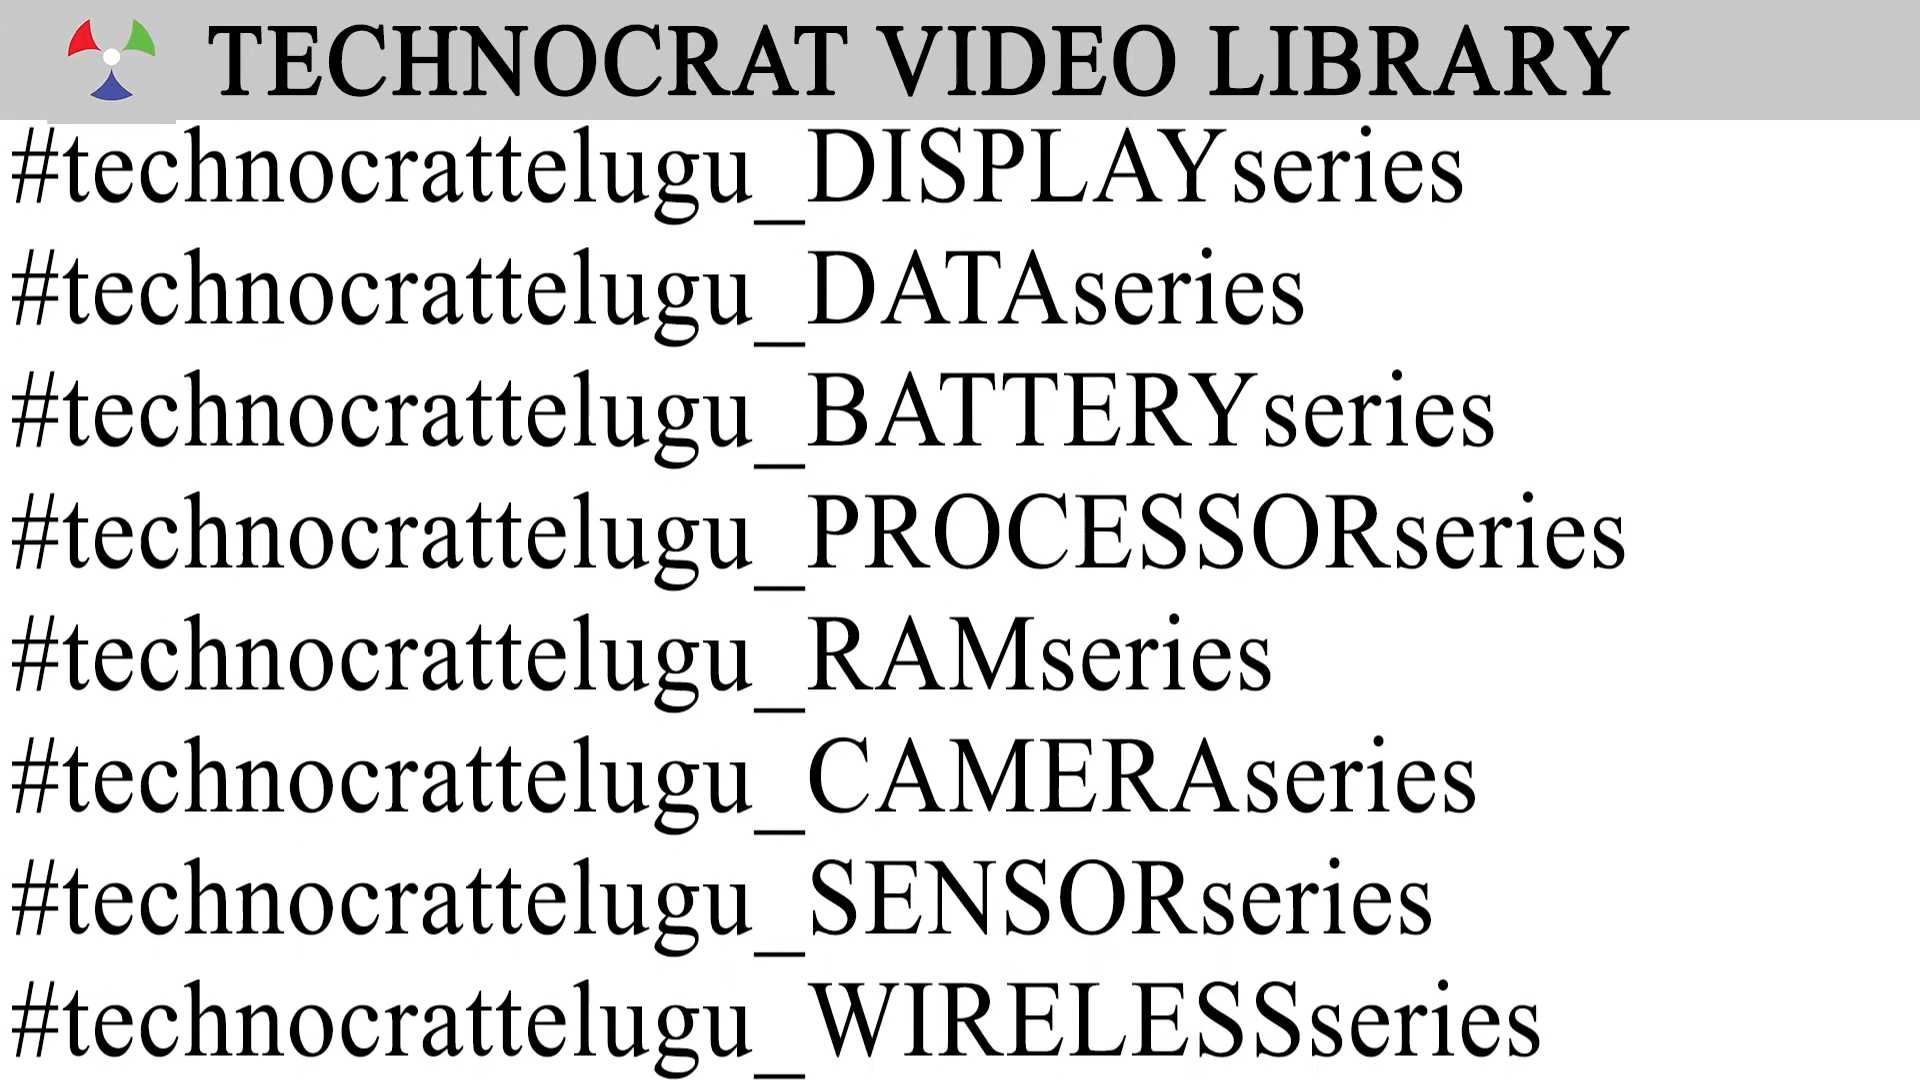 TECHNOCRAT VIDEO LIBRARY
#technocrattelugu_DISPLAYseries
#technocrattelugu_DATAseries
#technocrattelugu_BATTERYseries
#technocrattelugu_PROCESSORseries
#technocrattelugu_RAMseries
#technocrattelugu_CAMERAseries
#technocrattelugu_SENSORseries
#technocrattelugu_WIRELESSseries